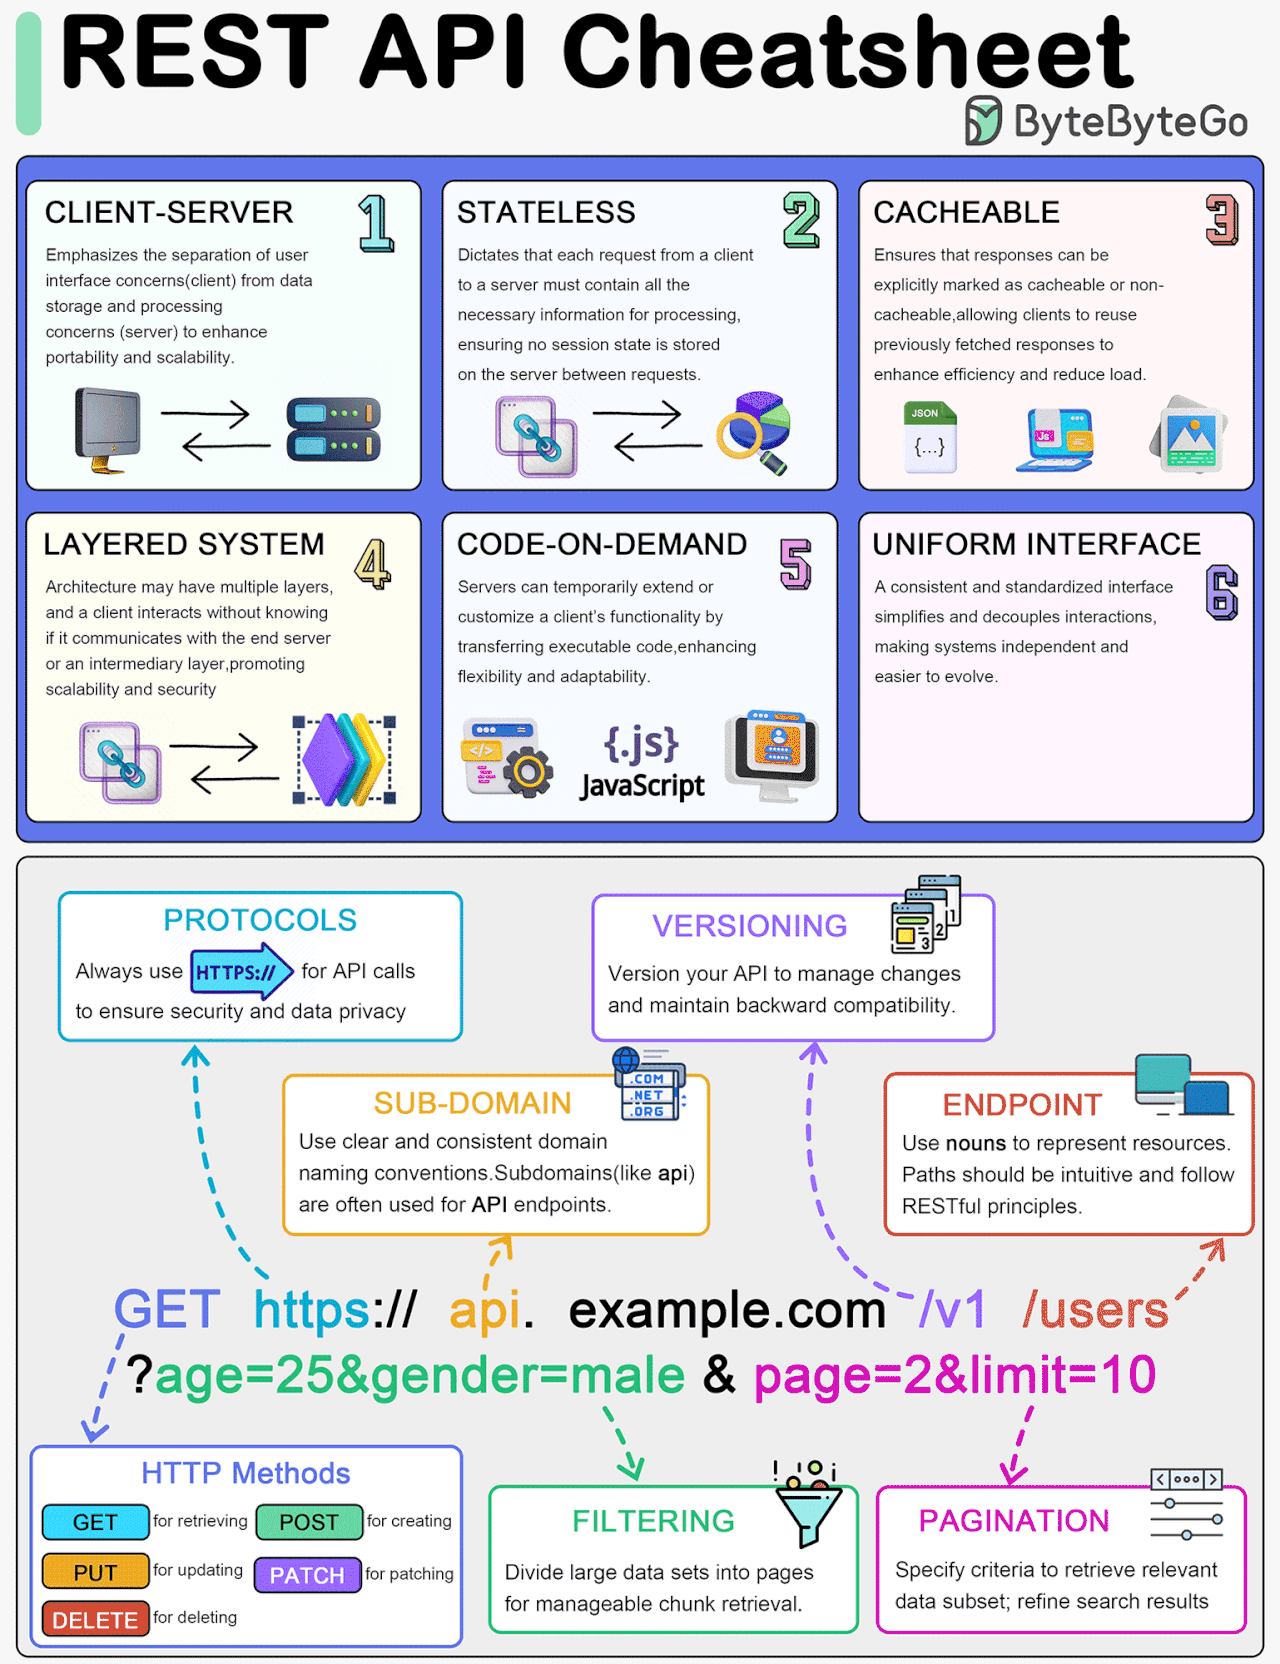 REST API Cheatsheet
ByteByteGo
CLIENT-SERVER
1
Emphasizes the separation of user
interface concerns(client) from data
storage and processing
concerns (server) to enhance
portability and scalability.
STATELESS
2
Dictates that each request from a client
to a server must contain all the
necessary information for processing,
ensuring no session state is stored
on the server between requests.
CACHEABLE
3
Ensures that responses can be
explicitly marked as cacheable or non-
cacheable,allowing clients to reuse
previously fetched responses to
enhance efficiency and reduce load.
JSON
{...}
Js
LAYERED SYSTEM
4
Architecture may have multiple layers,
and a client interacts without knowing
if it communicates with the end server
or an intermediary layer,promoting
scalability and security
CODE-ON-DEMAND
5
Servers can temporarily extend or
customize a client's functionality by
transferring executable code,enhancing
flexibility and adaptability.
</>
{.js}
JavaScript
UNIFORM INTERFACE
6
A consistent and standardized interface
simplifies and decouples interactions,
making systems independent and
easier to evolve.
PROTOCOLS
Always use HTTPS:// for API calls
to ensure security and data privacy
VERSIONING
1
2
3
Version your API to manage changes
and maintain backward compatibility.
SUB-DOMAIN
.COM
.NET
.ORG
Use clear and consistent domain
naming conventions.Subdomains(like api)
are often used for API endpoints.
ENDPOINT
Use nouns to represent resources.
Paths should be intuitive and follow
RESTful principles.
GET https:// api. example.com /v1 /users
?age=25&gender=male & page=2&limit=10
HTTP Methods
GET for retrieving POST for creating
PUT for updating PATCH for patching
DELETE for deleting
FILTERING
Divide large data sets into pages
for manageable chunk retrieval.
PAGINATION
Specify criteria to retrieve relevant
data subset; refine search results